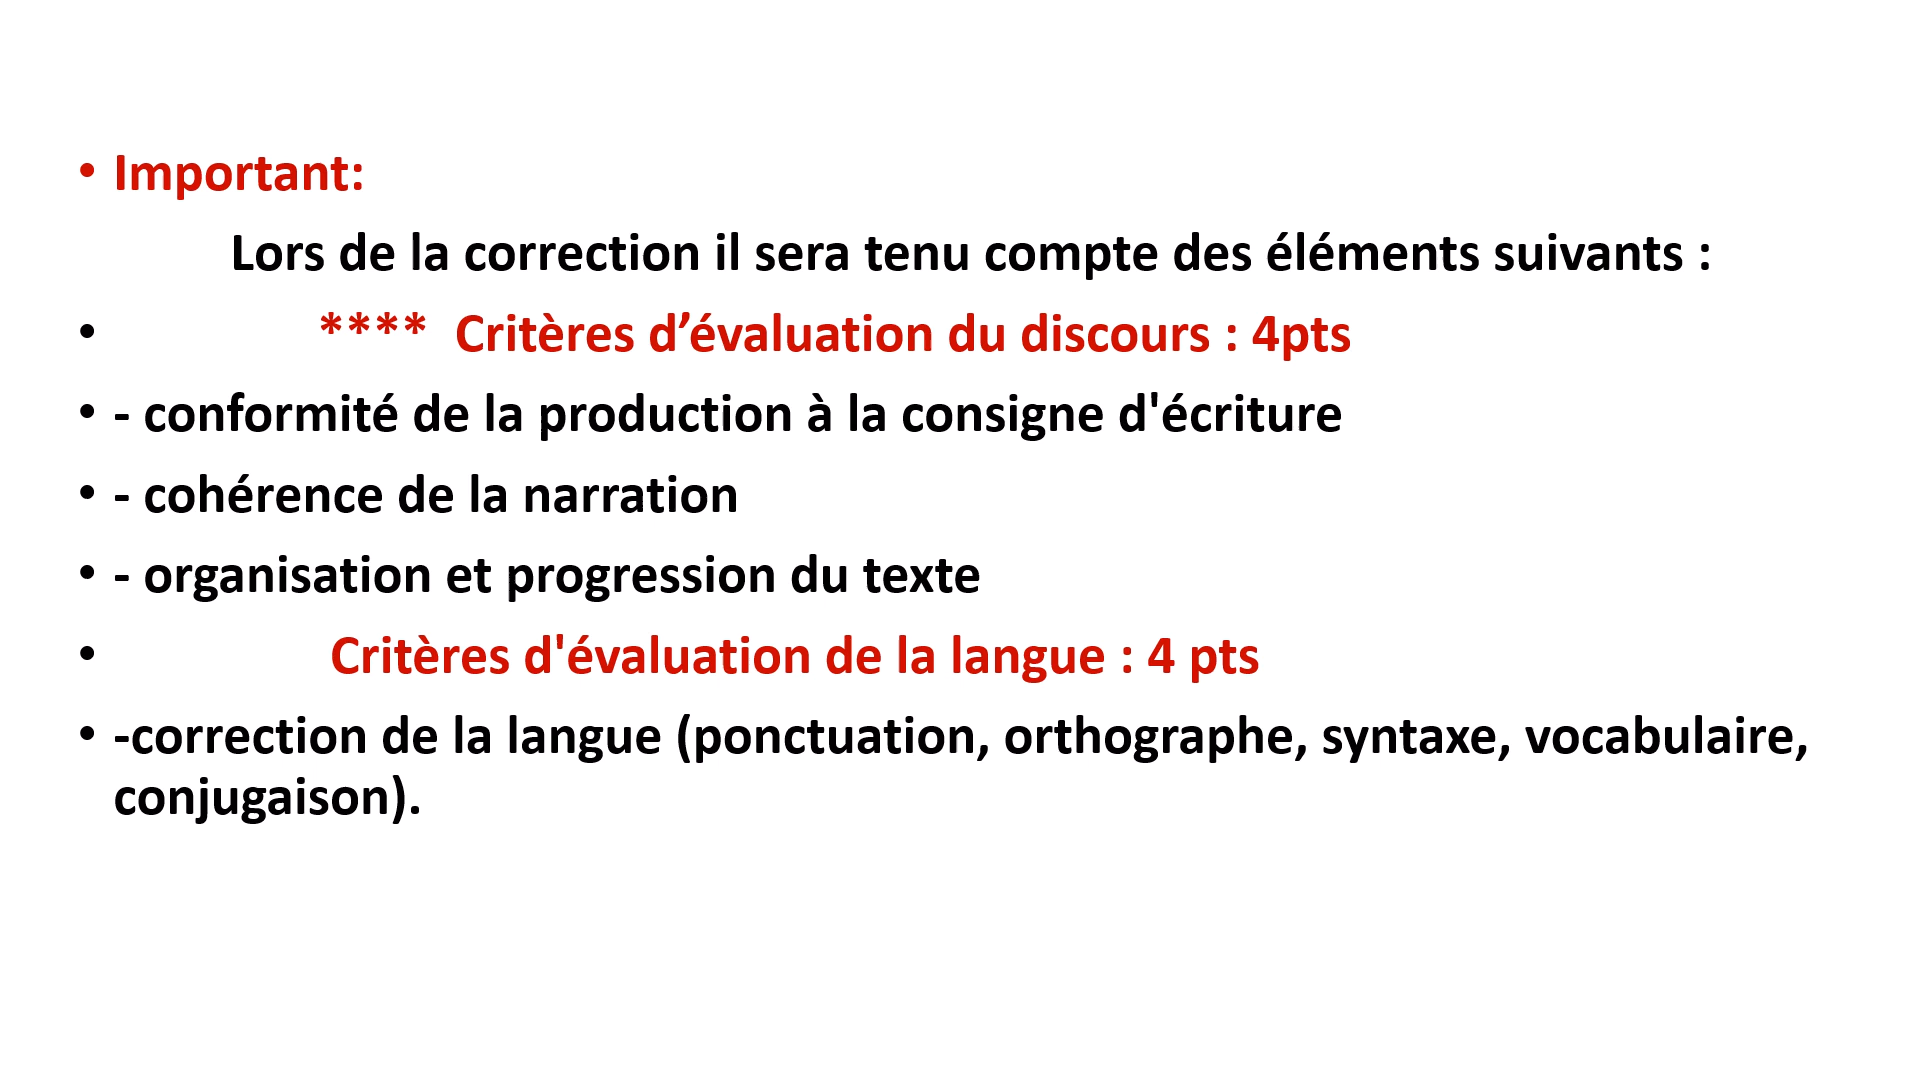 • Important:
Lors de la correction il sera tenu compte des éléments suivants :
• **** Critères d’évaluation du discours : 4pts
• - conformité de la production à la consigne d'écriture
• - cohérence de la narration
• - organisation et progression du texte
• Critères d'évaluation de la langue : 4 pts
• -correction de la langue (ponctuation, orthographe, syntaxe, vocabulaire,
conjugaison).